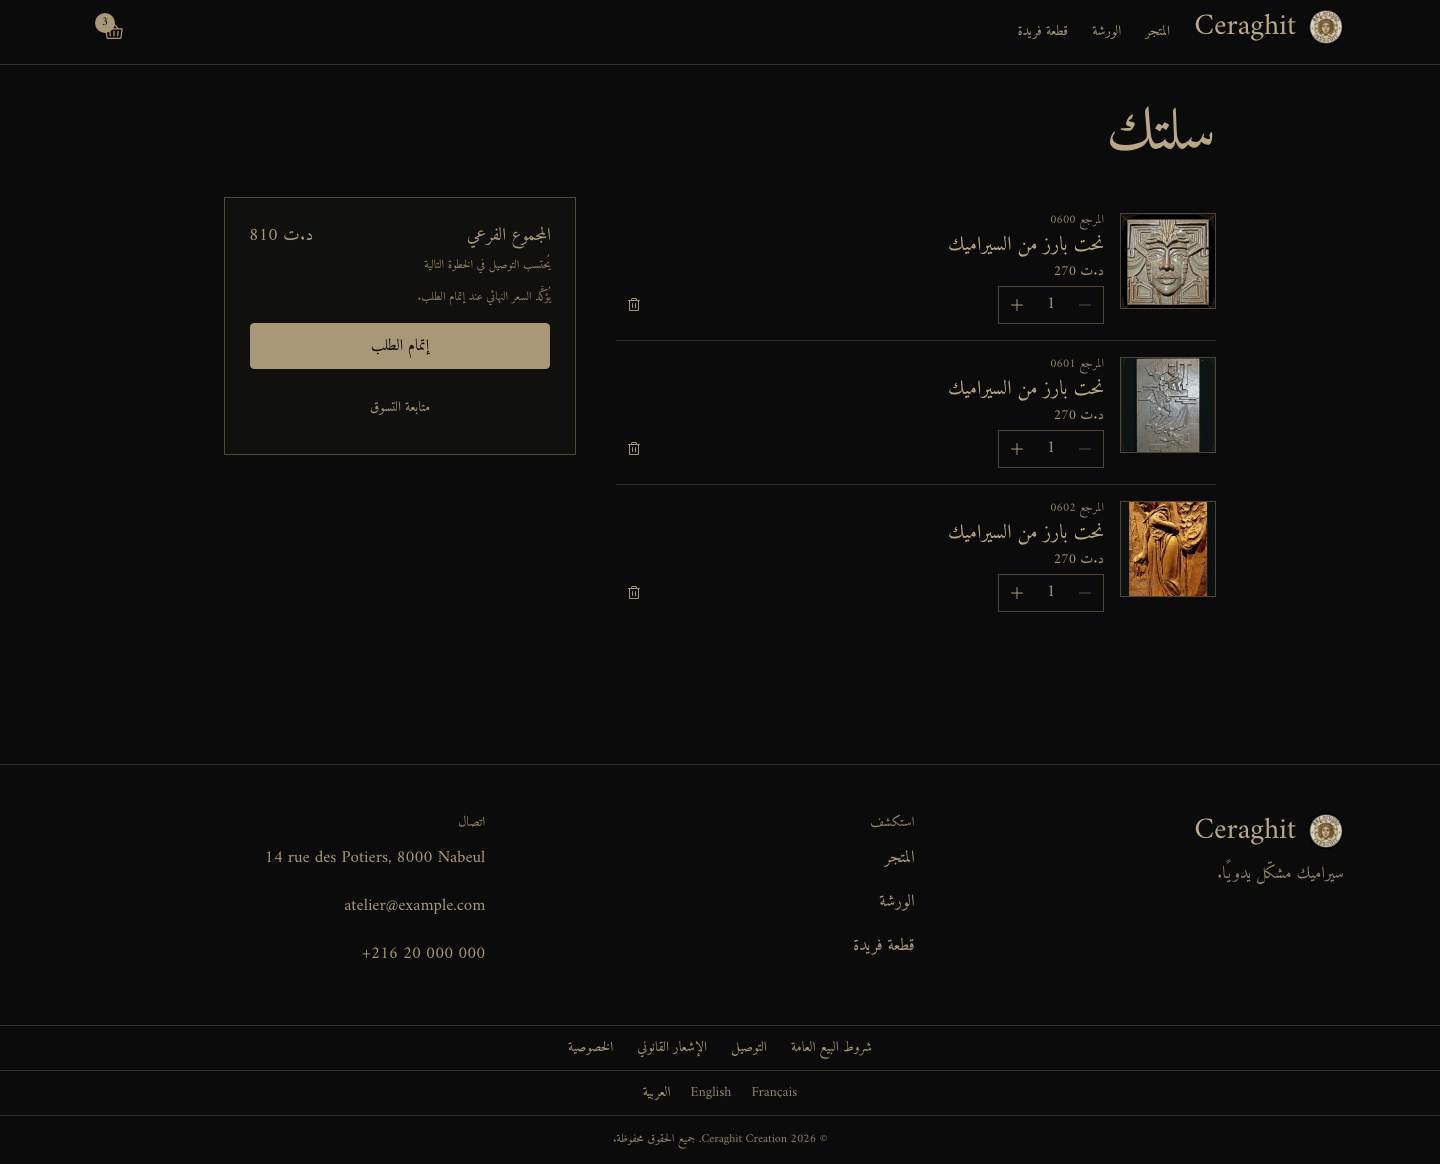 Ceraghit
المتجر
الورشة
قطعة فريدة
3
سلتك
المرجع 0600
نحت بارز من السيراميك
270 د.ت
1
المرجع 0601
نحت بارز من السيراميك
270 د.ت
1
المرجع 0602
نحت بارز من السيراميك
270 د.ت
1
المجموع الفرعي 810 د.ت
يُحتسب التوصيل في الخطوة التالية
يُؤكَّد السعر النهائي عند إتمام الطلب.
إتمام الطلب
متابعة التسوق
Ceraghit
سيراميك مشكّل يدويًا.
استكشف
المتجر
الورشة
قطعة فريدة
اتصال
14 rue des Potiers, 8000 Nabeul
atelier@example.com
+216 20 000 000
شروط البيع العامة
التوصيل
الإشعار القانوني
الخصوصية
Français
English
العربية
© 2026 Ceraghit Creation. جميع الحقوق محفوظة.